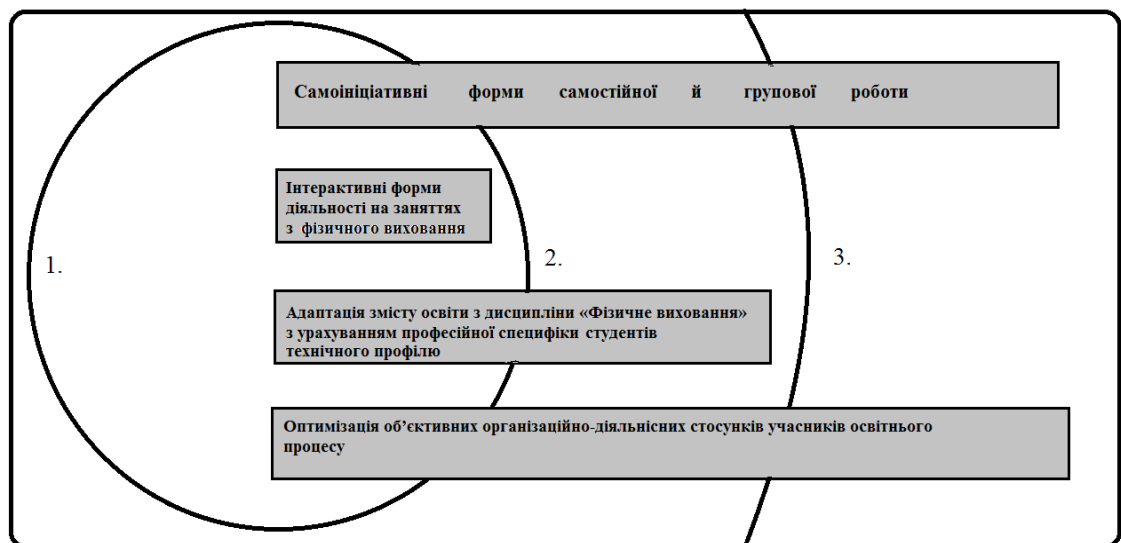 Самоініціативні форми самостійної й групової роботи
Інтерактивні форми
діяльності на заняттях
з фізичного виховання
1.
2.
3.
Адаптація змісту освіти з дисципліни «Фізичне виховання»
з урахуванням професійної специфіки студентів
технічного профілю
Оптимізація об’єктивних організаційно-діяльнісних стосунків учасників освітнього
процесу